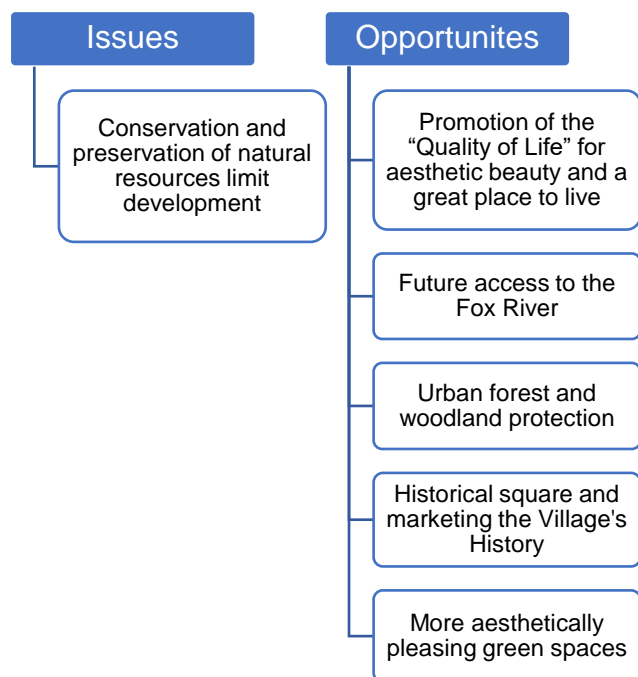 Issues
Conservation and
preservation of natural
resources limit
development
Opportunites
Promotion of the
“Quality of Life” for
aesthetic beauty and a
great place to live
Future access to the
Fox River
Urban forest and
woodland protection
Historical square and
marketing the Village's
History
More aesthetically
pleasing green spaces